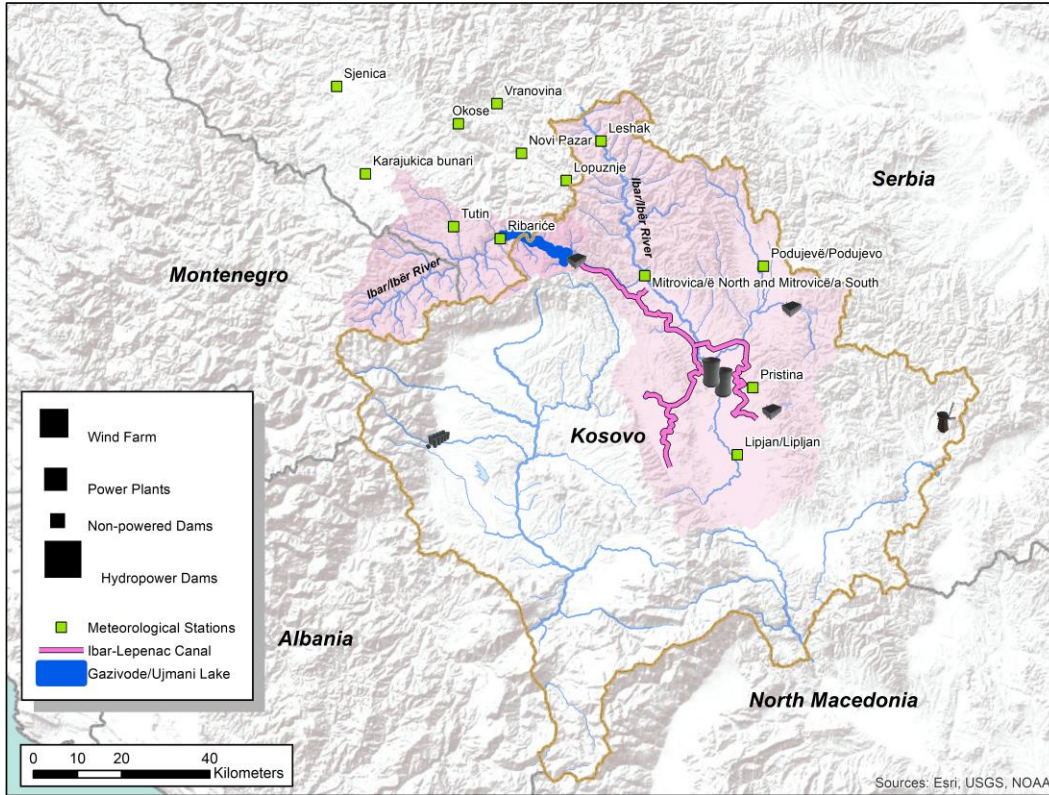 Sjenica
Vranovina
Okose
Leshak
Novi Pazar
Karajukica bunari
Lopuznje
Serbia
Ibar/Ibër River
Tutin
Ribariće
Montenegro
Ibar/Ibër River
Podujevë/Podujevo
Mitrovica/ë North and Mitrovicë/a South
Pristina
Kosovo
Lipjan/Lipljan
Wind Farm
Power Plants
Non-powered Dams
Hydropower Dams
Meteorological Stations
Ibar-Lepenac Canal
Gazivode/Ujmani Lake
Albania
North Macedonia
0 10 20 40
Kilometers
Sources: Esri, USGS, NOAA